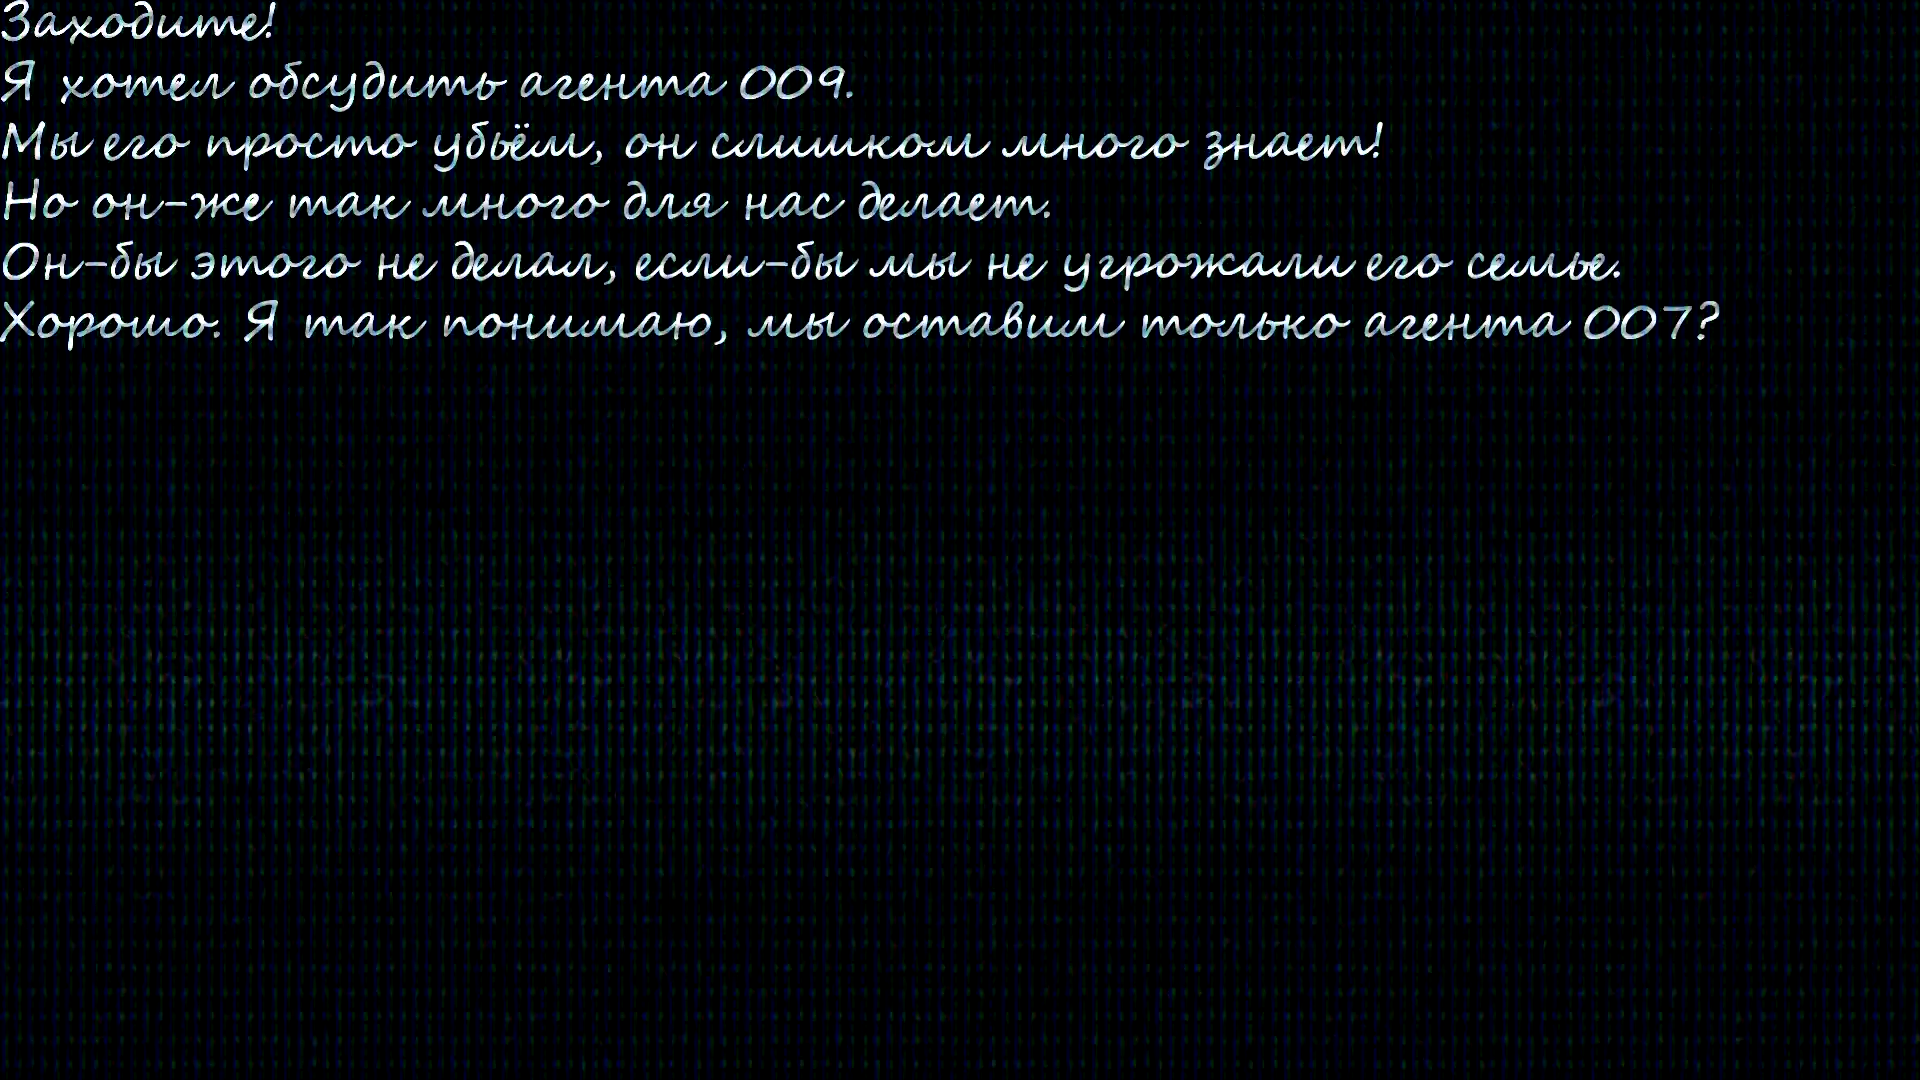 Заходите!
Я хотел обсудить агента 009.
Мы его просто убьём, он слишком много знает!
Но он-же так много для нас делает.
Он-бы этого не делал, если-бы мы не угрожали его семье.
Хорошо. Я так понимаю, мы оставим только агента 007?